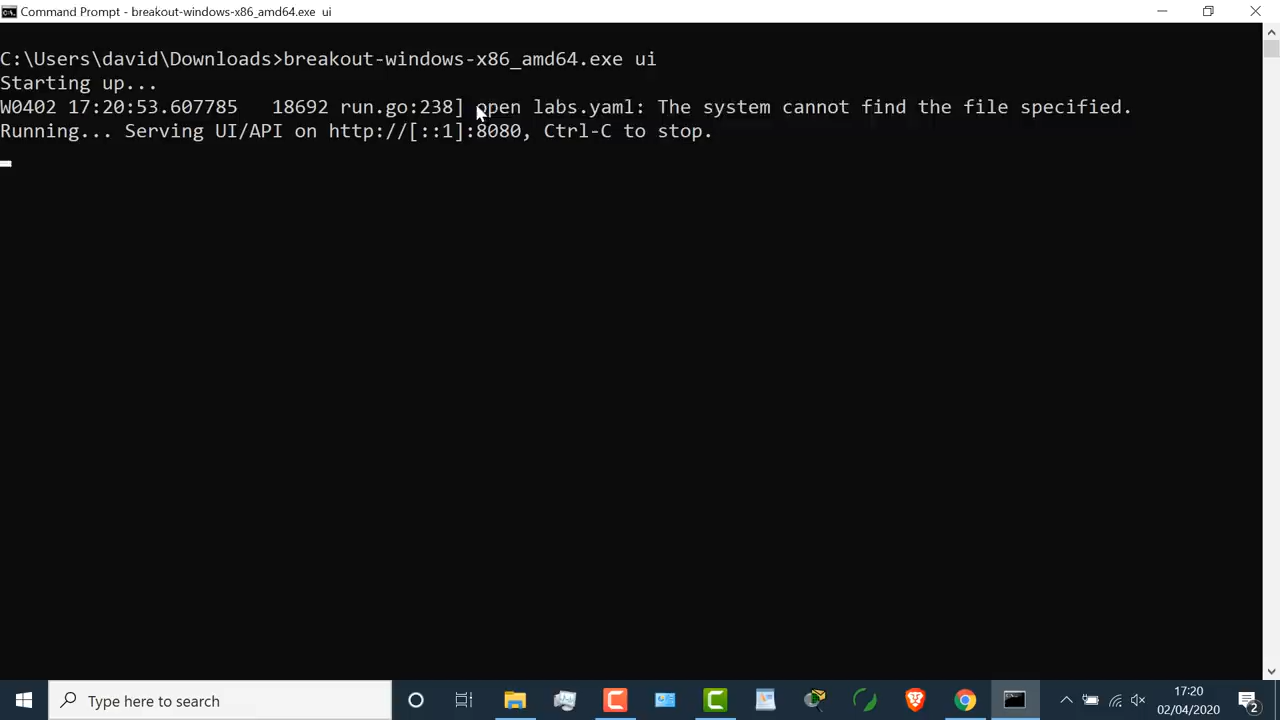 Command Prompt - breakout-windows-x86_amd64.exe ui
C:\Users\david\Downloads>breakout-windows-x86_amd64.exe ui
Starting up...
W0402 17:20:53.607785   18692 run.go:238] open labs.yaml: The system cannot find the file specified.
Running... Serving UI/API on http://[::1]:8080, Ctrl-C to stop.
Type here to search
17:20
02/04/2020
2